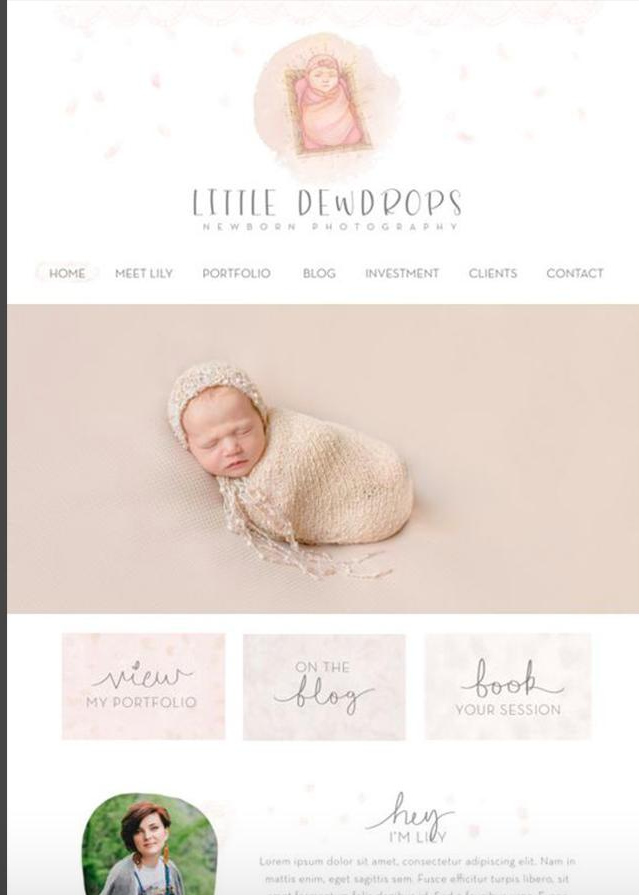 LITTLE DEWDROPS
NEWBORN PHOTOGRAPHY
HOME MEET LILY PORTFOLIO BLOG INVESTMENT CLIENTS CONTACT
view
MY PORTFOLIO
ON THE
blog
book
YOUR SESSION
hey
I'M LILY
Lorem ipsum dolor sit amet, consectetur adipiscing elit. Nam in
mattis enim, eget sagittis sem. Fusce efficitur turpis libero, sit